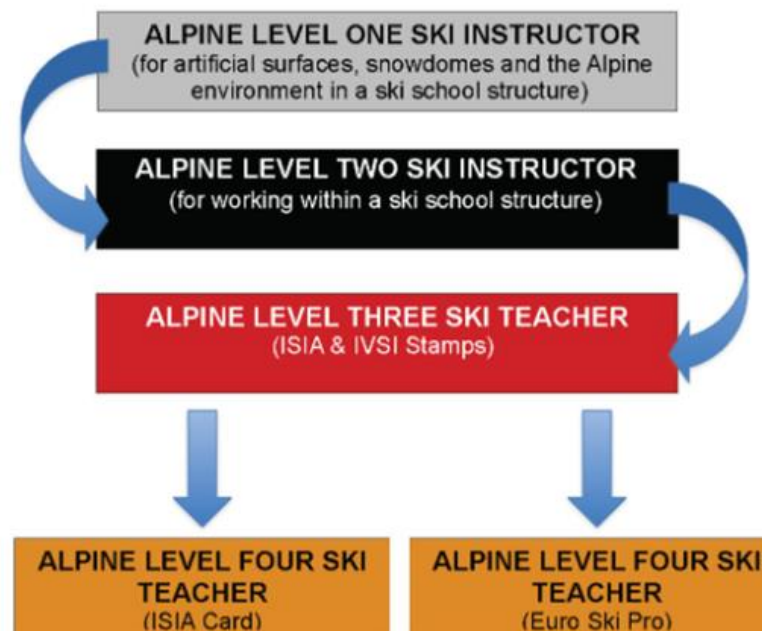 ALPINE LEVEL ONE SKI INSTRUCTOR
(for artificial surfaces, snowdomes and the Alpine
environment in a ski school structure)
ALPINE LEVEL TWO SKI INSTRUCTOR
(for working within a ski school structure)
ALPINE LEVEL THREE SKI TEACHER
(ISIA & IVSI Stamps)
ALPINE LEVEL FOUR SKI
TEACHER
(ISIA Card)
ALPINE LEVEL FOUR SKI
TEACHER
(Euro Ski Pro)